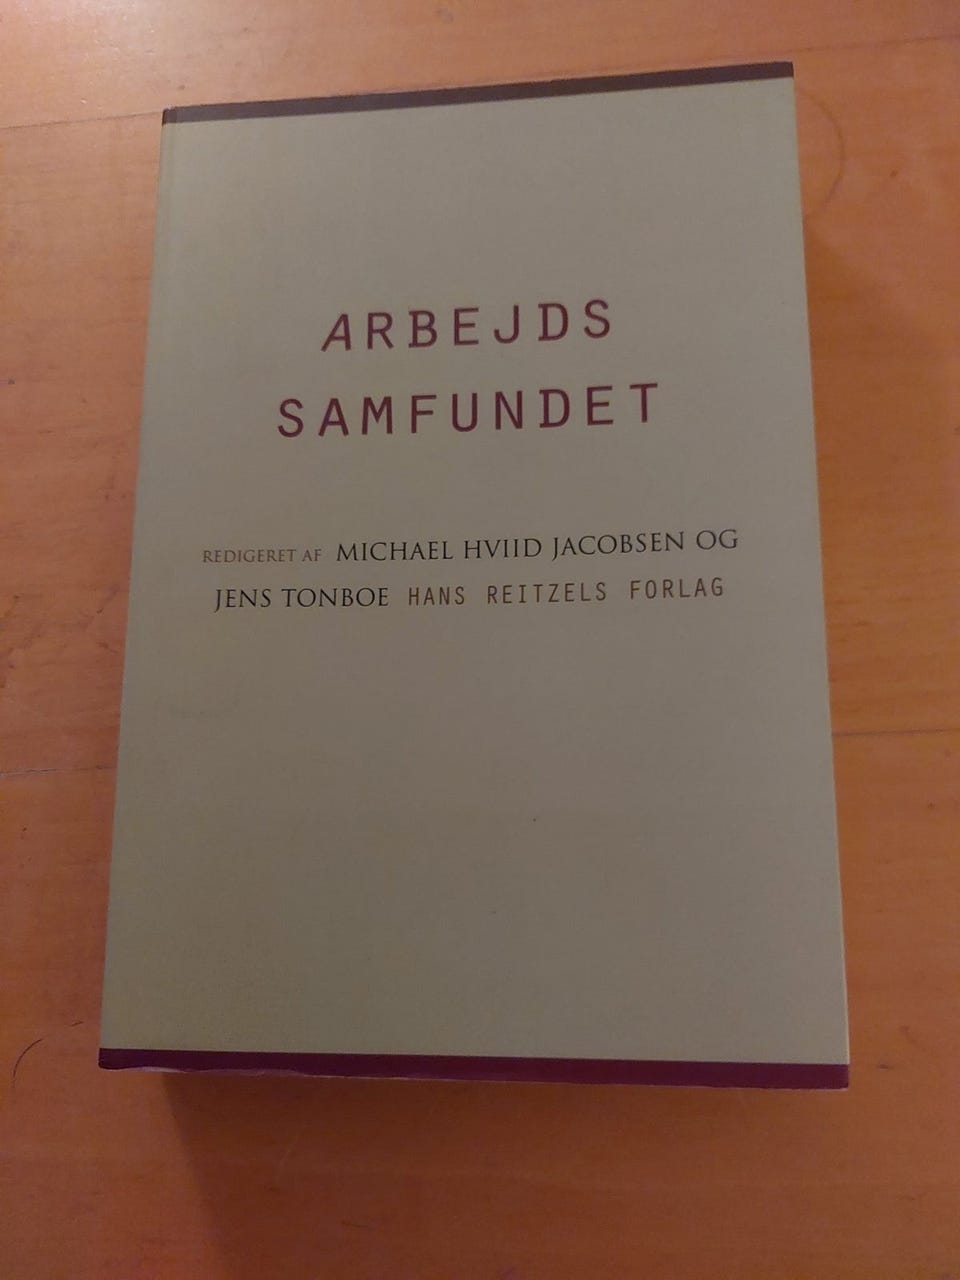 ARBEJDS
SAMFUNDET
REDIGERET AF MICHAEL HVIID JACOBSEN OG
JENS TONBOE HANS REITZELS FORLAG